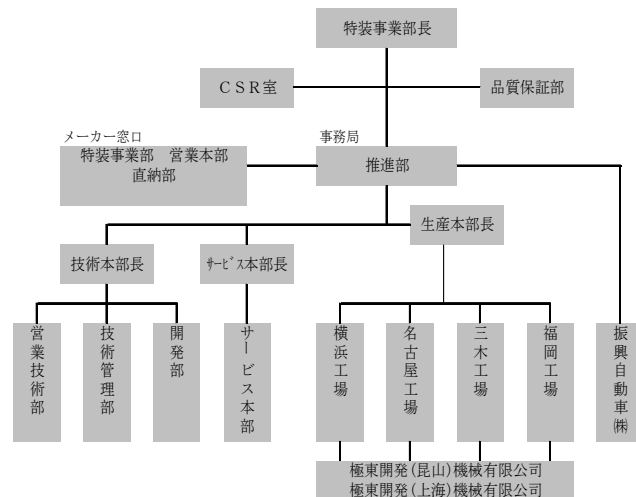 特装事業部長
ＣＳＲ室
品質保証部
メーカー窓口
事務局
特装事業部　営業本部
直納部
推進部
生産本部長
技術本部長
ｻｰﾋﾞｽ本部長
営業技術部
技術管理部
開発部
サービス本部
横浜工場
名古屋工場
三木工場
福岡工場
振興自動車㈱
極東開発(昆山)機械有限公司
極東開発(上海)機械有限公司